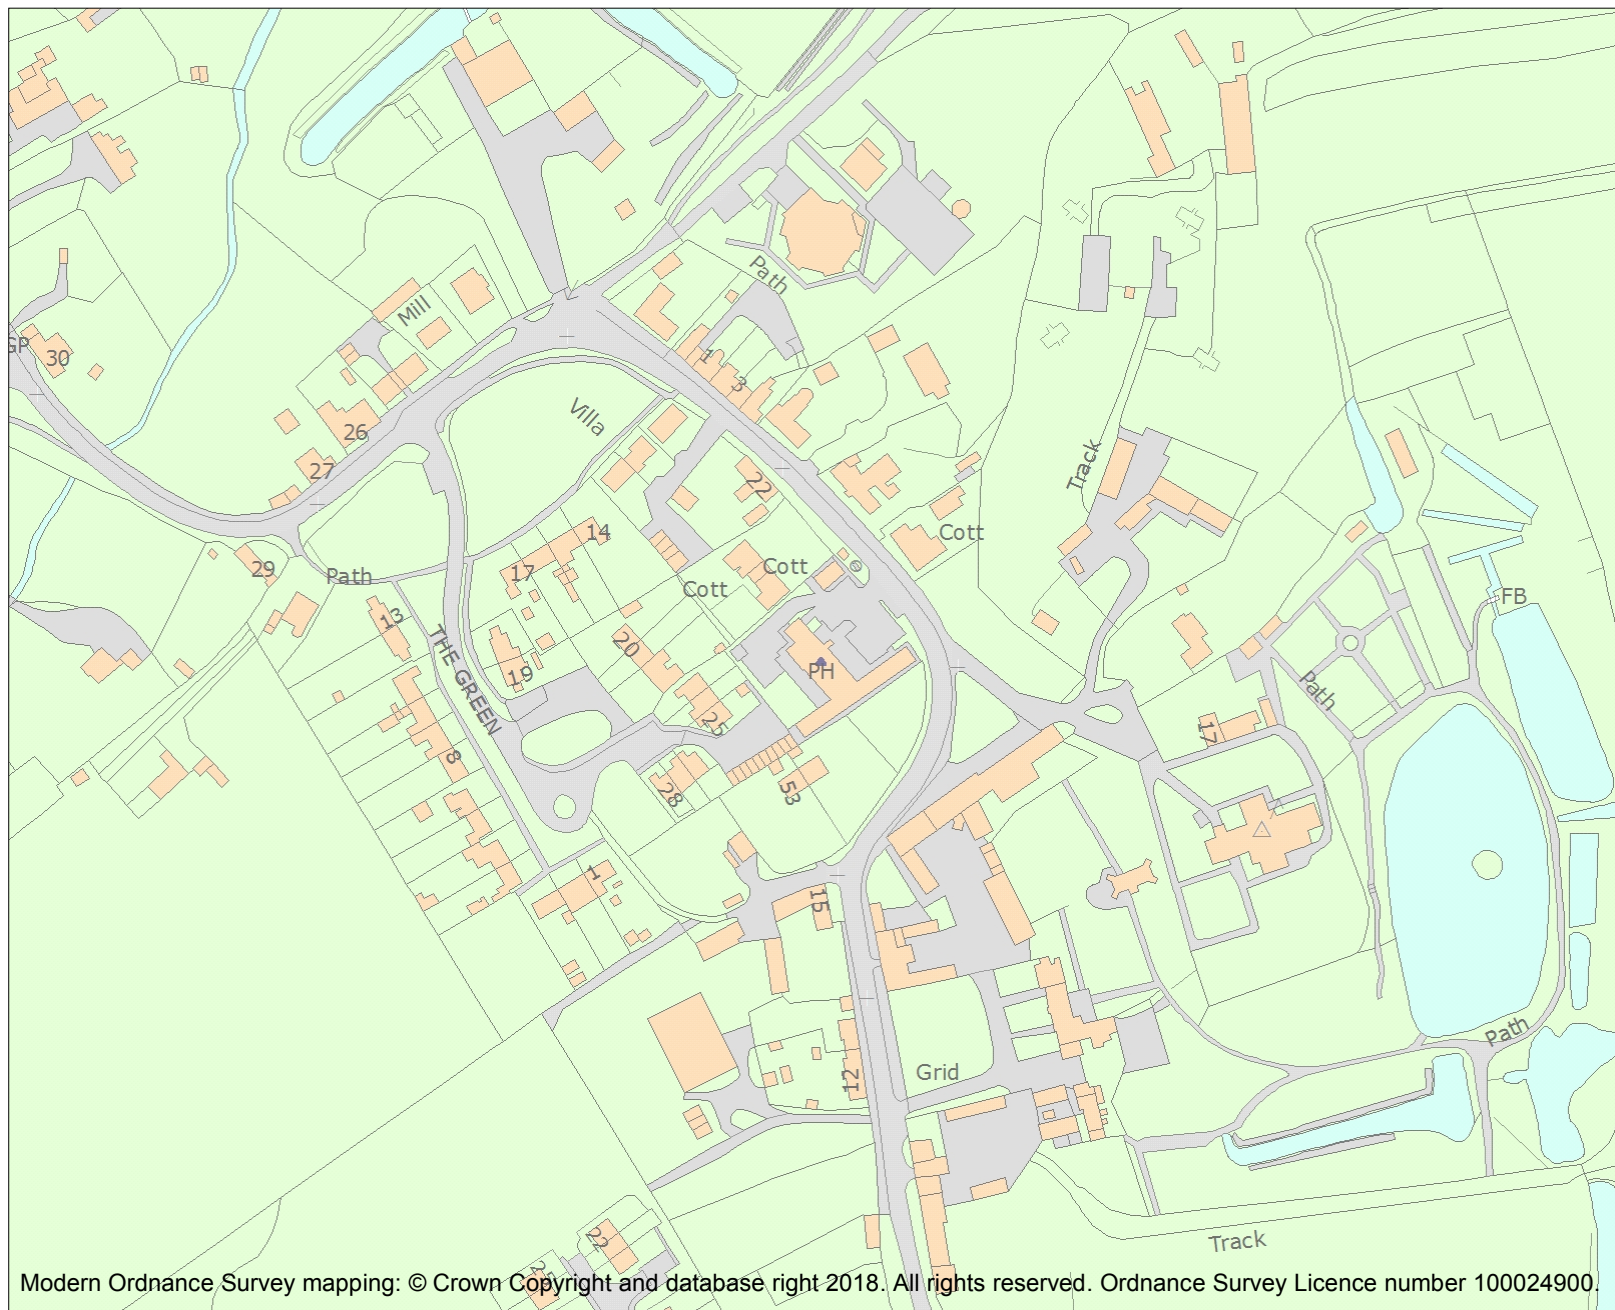 Path
Mill
GP
30
1
3
Villa
26
27
22
Track
14
Cott
Cott
Cott
29
Path
17
FB
13
20
THE GREEN
19
PH
Path
25
17
8
28
53
1
15
Path
12
Grid
22
Track
Modern Ordnance Survey mapping: © Crown Copyright and database right 2018. All rights reserved. Ordnance Survey Licence number 100024900.